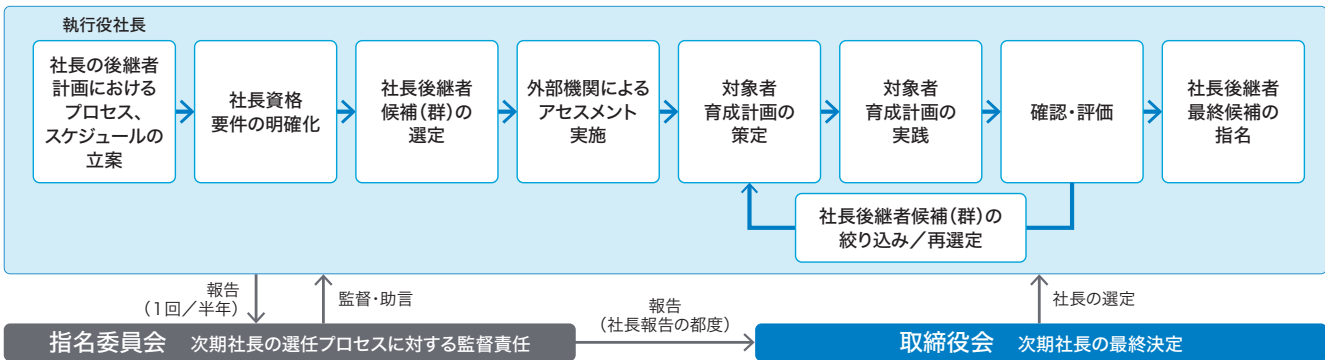 執行役社長
社長の後継者
計画における
プロセス、
スケジュールの
立案
社長資格
要件の明確化
社長後継者
候補（群）の
選定
外部機関による
アセスメント
実施
対象者
育成計画の
策定
対象者
育成計画の
実践
確認・評価
社長後継者
最終候補の
指名
社長後継者候補（群）の
絞り込み／再選定
報告
（1回／半年）
監督・助言
報告
（社長報告の都度）
社長の選定
指名委員会 次期社長の選任プロセスに対する監督責任
取締役会 次期社長の最終決定